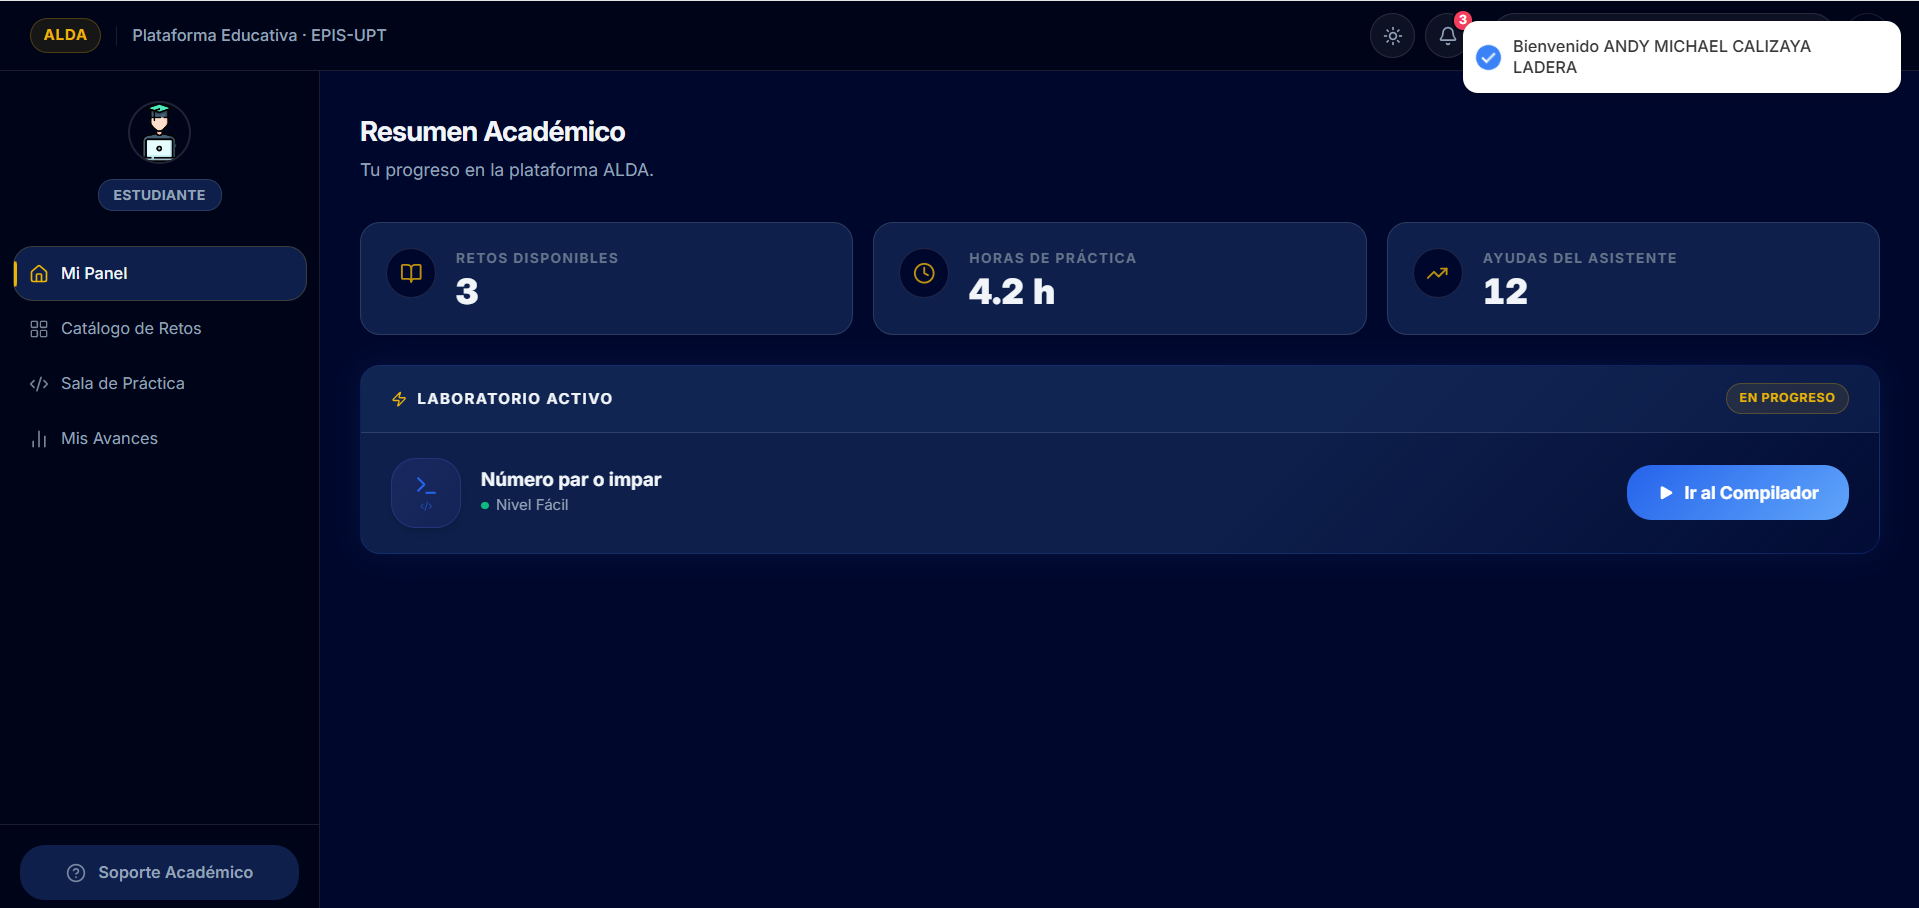 ALDA
Plataforma Educativa · EPIS-UPT
3
Bienvenido ANDY MICHAEL CALIZAYA
LADERA
ESTUDIANTE
Mi Panel
Catálogo de Retos
Sala de Práctica
Mis Avances
Soporte Académico
Resumen Académico
Tu progreso en la plataforma ALDA.
RETOS DISPONIBLES
3
HORAS DE PRÁCTICA
4.2 h
AYUDAS DEL ASISTENTE
12
LABORATORIO ACTIVO
EN PROGRESO
Número par o impar
Nivel Fácil
Ir al Compilador